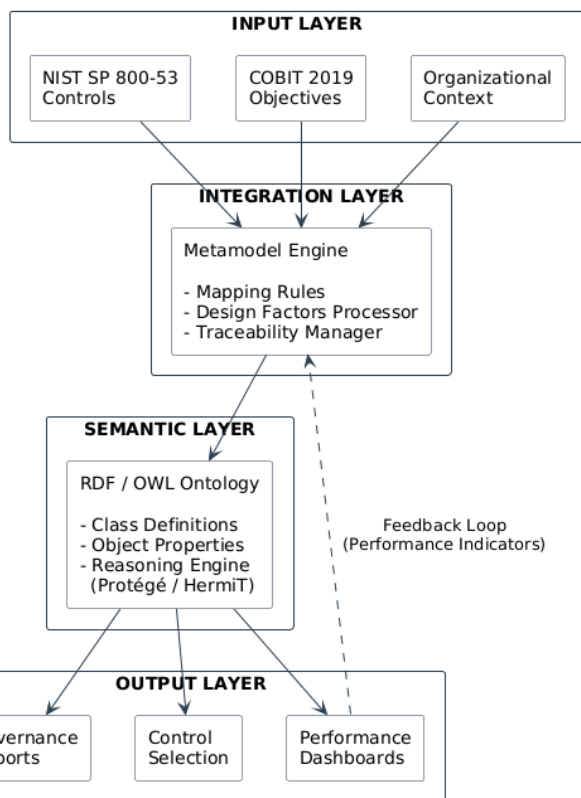 INPUT LAYER
NIST SP 800-53
Controls
COBIT 2019
Objectives
Organizational
Context
INTEGRATION LAYER
Metamodel Engine
- Mapping Rules
- Design Factors Processor
- Traceability Manager
SEMANTIC LAYER
RDF / OWL Ontology
- Class Definitions
- Object Properties
- Reasoning Engine
(Protégé / HermiT)
Feedback Loop
(Performance Indicators)
OUTPUT LAYER
Control
Selection
Performance
Dashboards